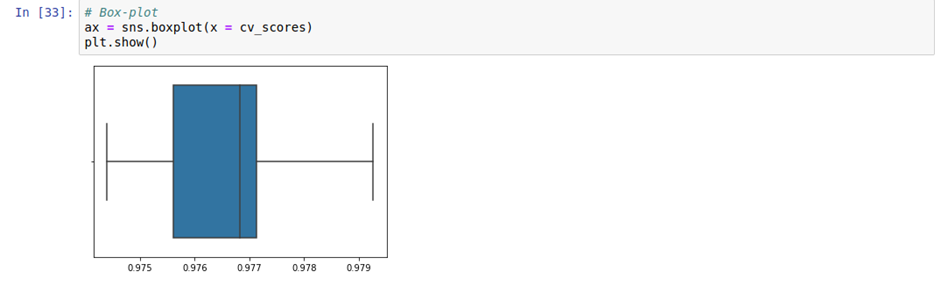 In [33]: # Box-plot
ax = sns.boxplot(x = cv_scores)
plt.show()
0.975 0.976 0.977 0.978 0.979